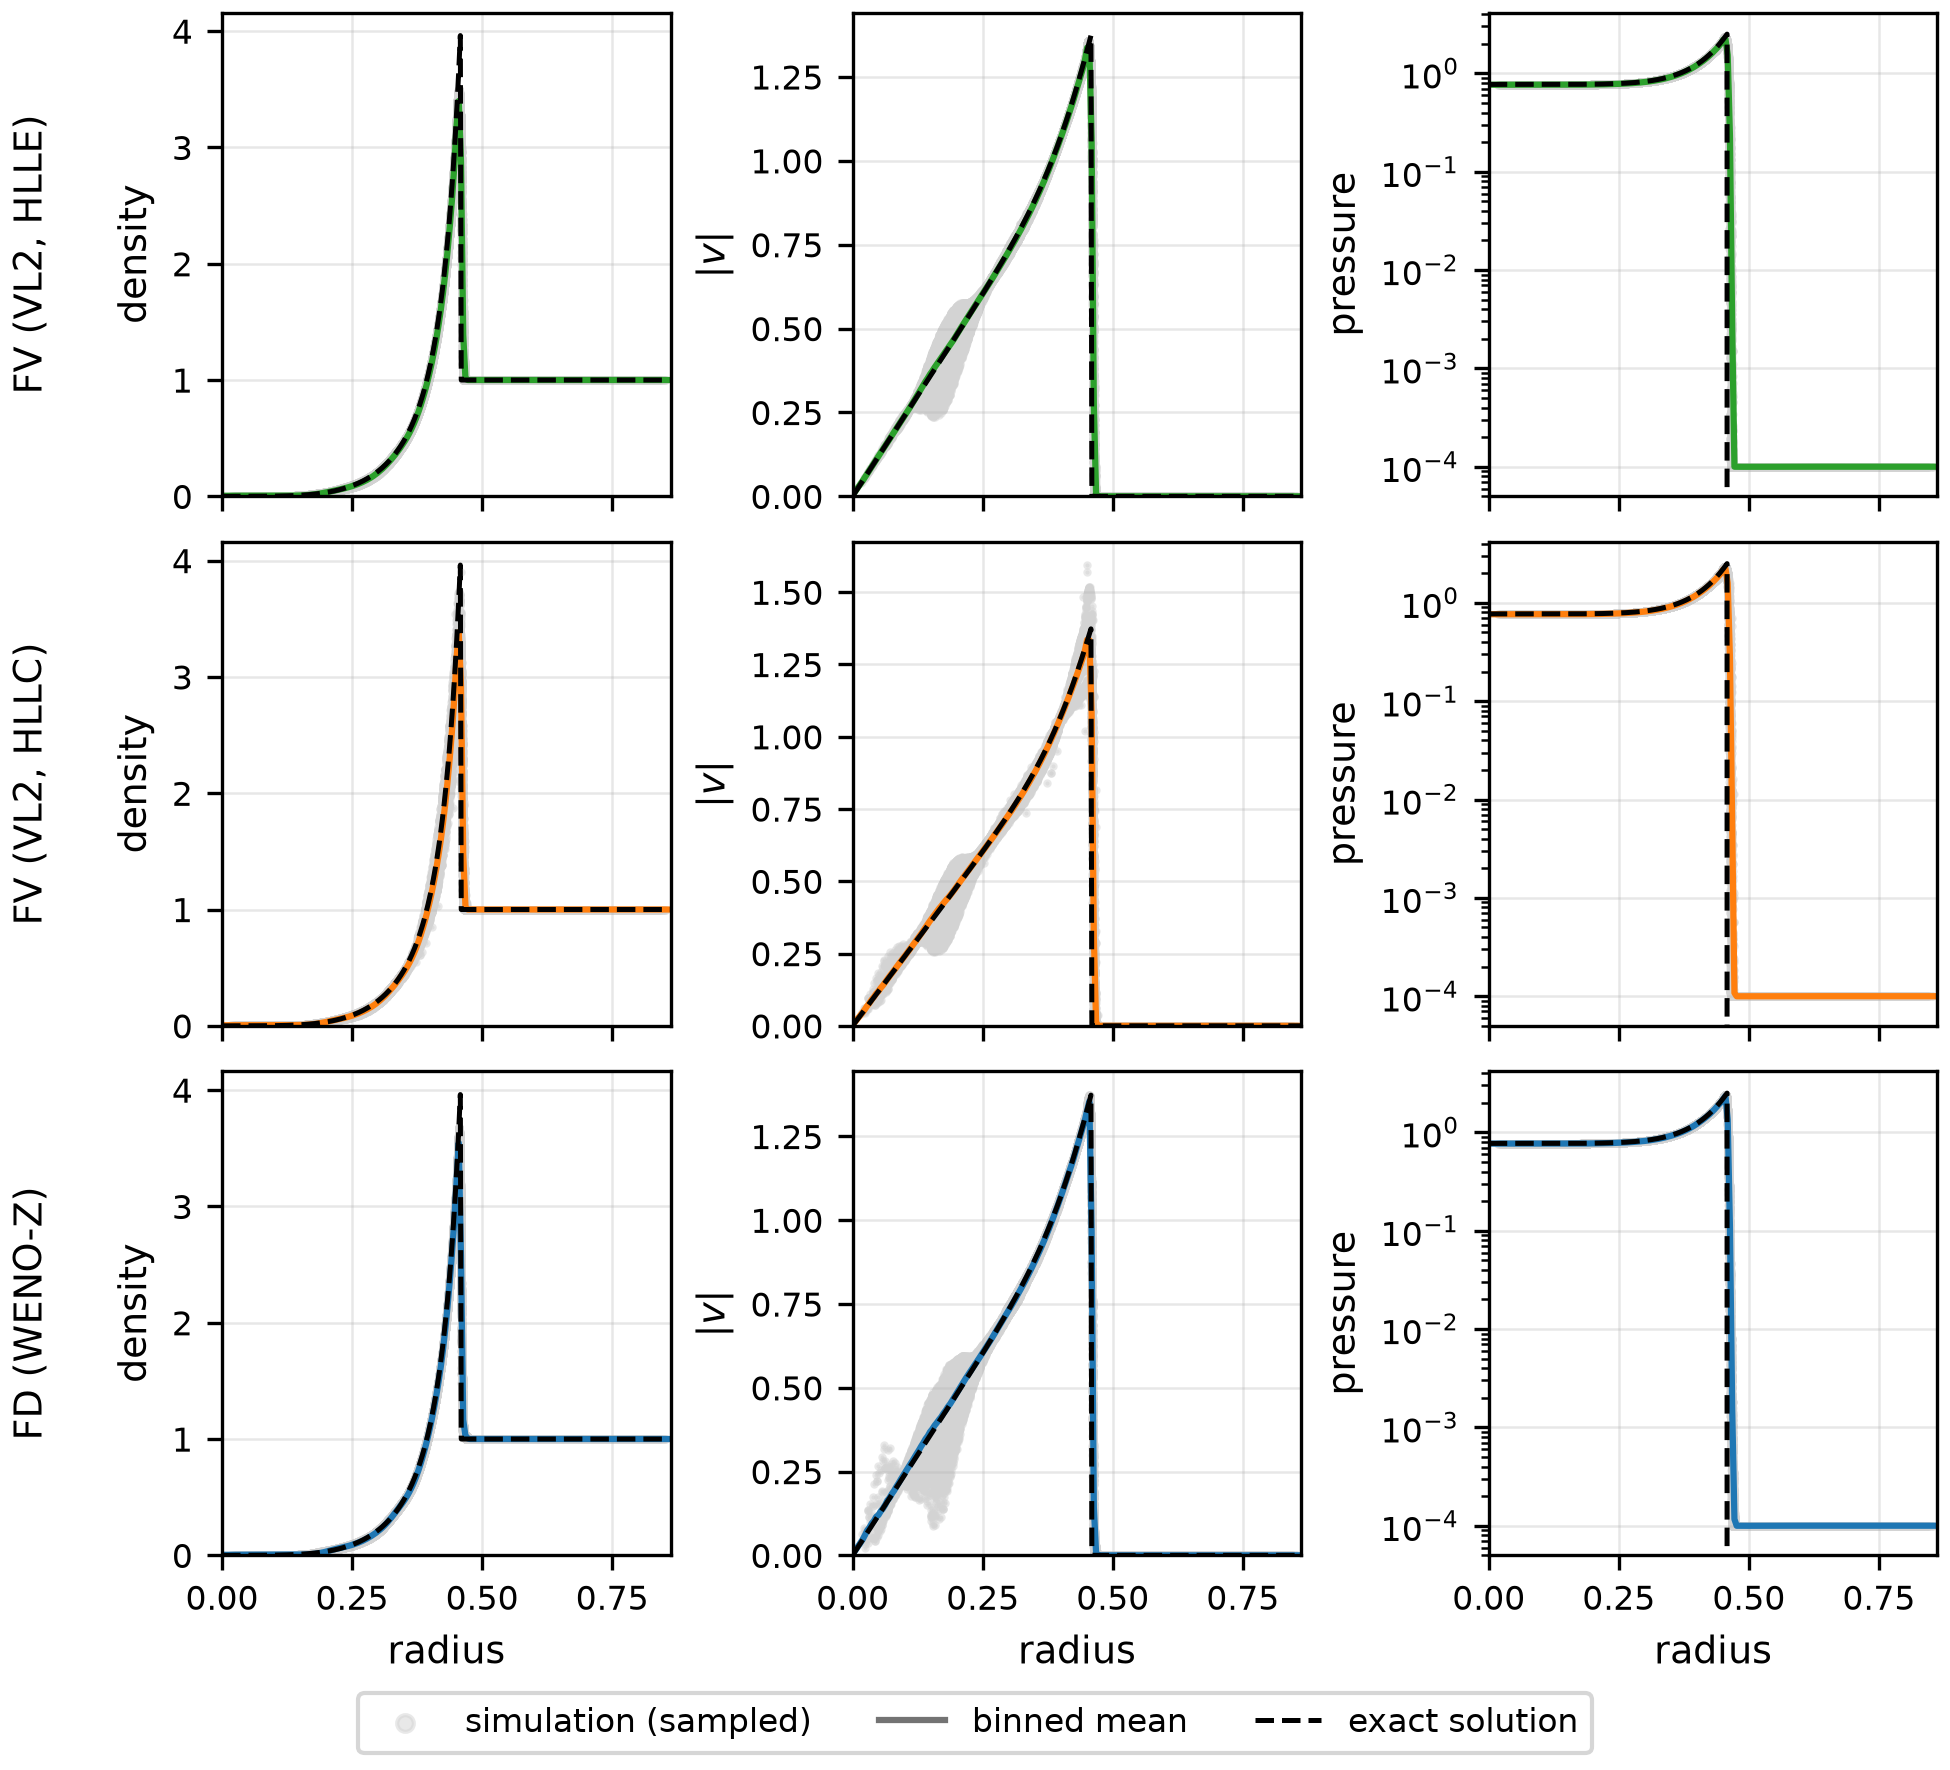 FV (VL2, HLLE)
density
4
3
2
1
0
|v|
1.25
1.00
0.75
0.50
0.25
0.00
pressure
10⁰
10⁻¹
10⁻²
10⁻³
10⁻⁴
FV (VL2, HLLC)
density
4
3
2
1
0
|v|
1.50
1.25
1.00
0.75
0.50
0.25
0.00
pressure
10⁰
10⁻¹
10⁻²
10⁻³
10⁻⁴
FD (WENO-Z)
density
4
3
2
1
0
|v|
1.25
1.00
0.75
0.50
0.25
0.00
pressure
10⁰
10⁻¹
10⁻²
10⁻³
10⁻⁴
0.00 0.25 0.50 0.75
0.00 0.25 0.50 0.75
0.00 0.25 0.50 0.75
radius
radius
radius
simulation (sampled)
binned mean
exact solution